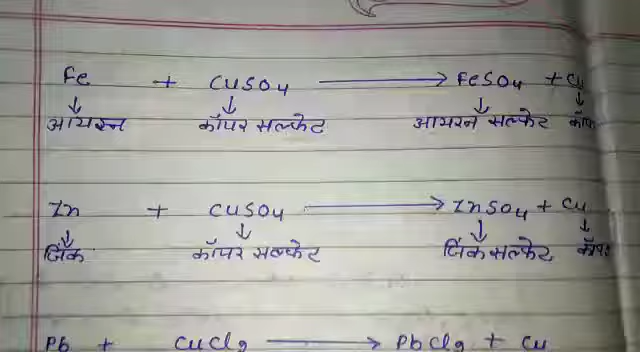 Fe + CuSO4 → FeSO4 + Cu
↓ ↓ ↓ ↓
आयरन कॉपर सल्फेट आयरन सल्फेट कॉप
Zn + CuSO4 → ZnSO4 + Cu
↓ ↓ ↓ ↓
जिंक कॉपर सल्फेट जिंक सल्फेट कॉपर
Pb + CuCl2 → PbCl2 + Cu